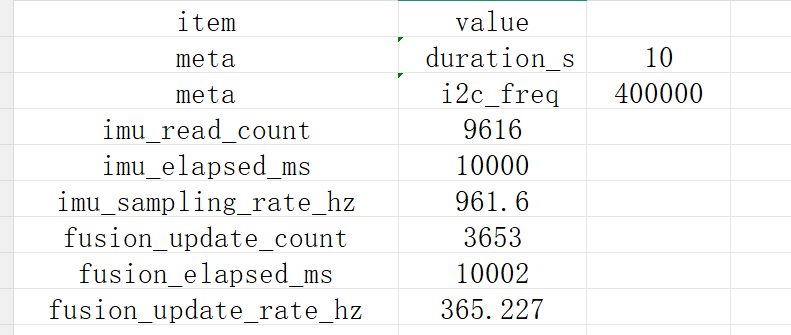 item value
meta duration_s 10
meta i2c_freq 400000
imu_read_count 9616
imu_elapsed_ms 10000
imu_sampling_rate_hz 961.6
fusion_update_count 3653
fusion_elapsed_ms 10002
fusion_update_rate_hz 365.227